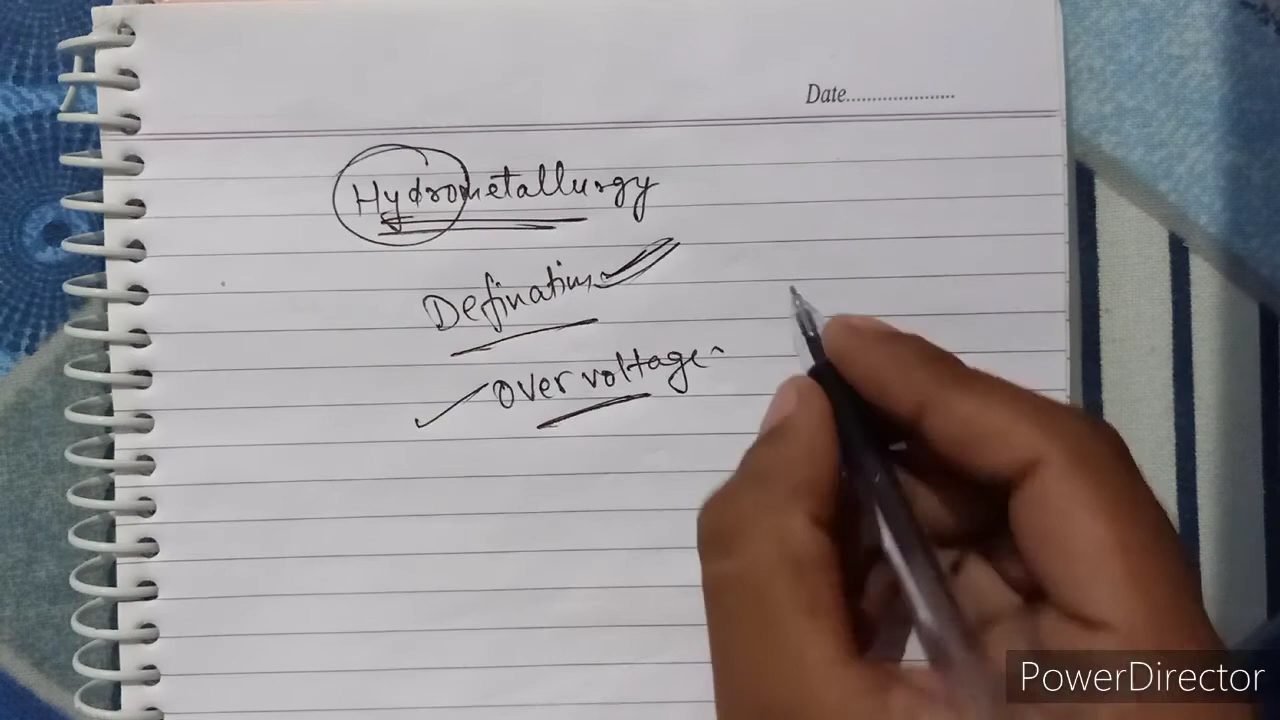 Date....................
Hydrometallurgy
Defination
Over voltage
PowerDirector